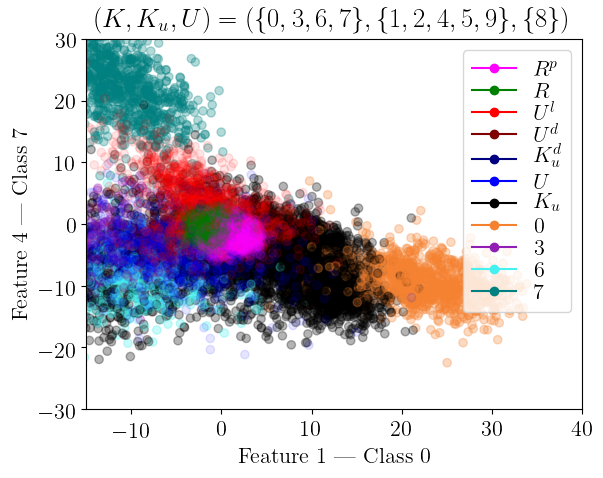 (K, K_u, U) = ({0, 3, 6, 7}, {1, 2, 4, 5, 9}, {8})
30
20
10
0
−10
−20
−30
Feature 4 — Class 7
−10
0
10
20
30
40
Feature 1 — Class 0
R^p
R
U^l
U^d
K_u^d
U
K_u
0
3
6
7